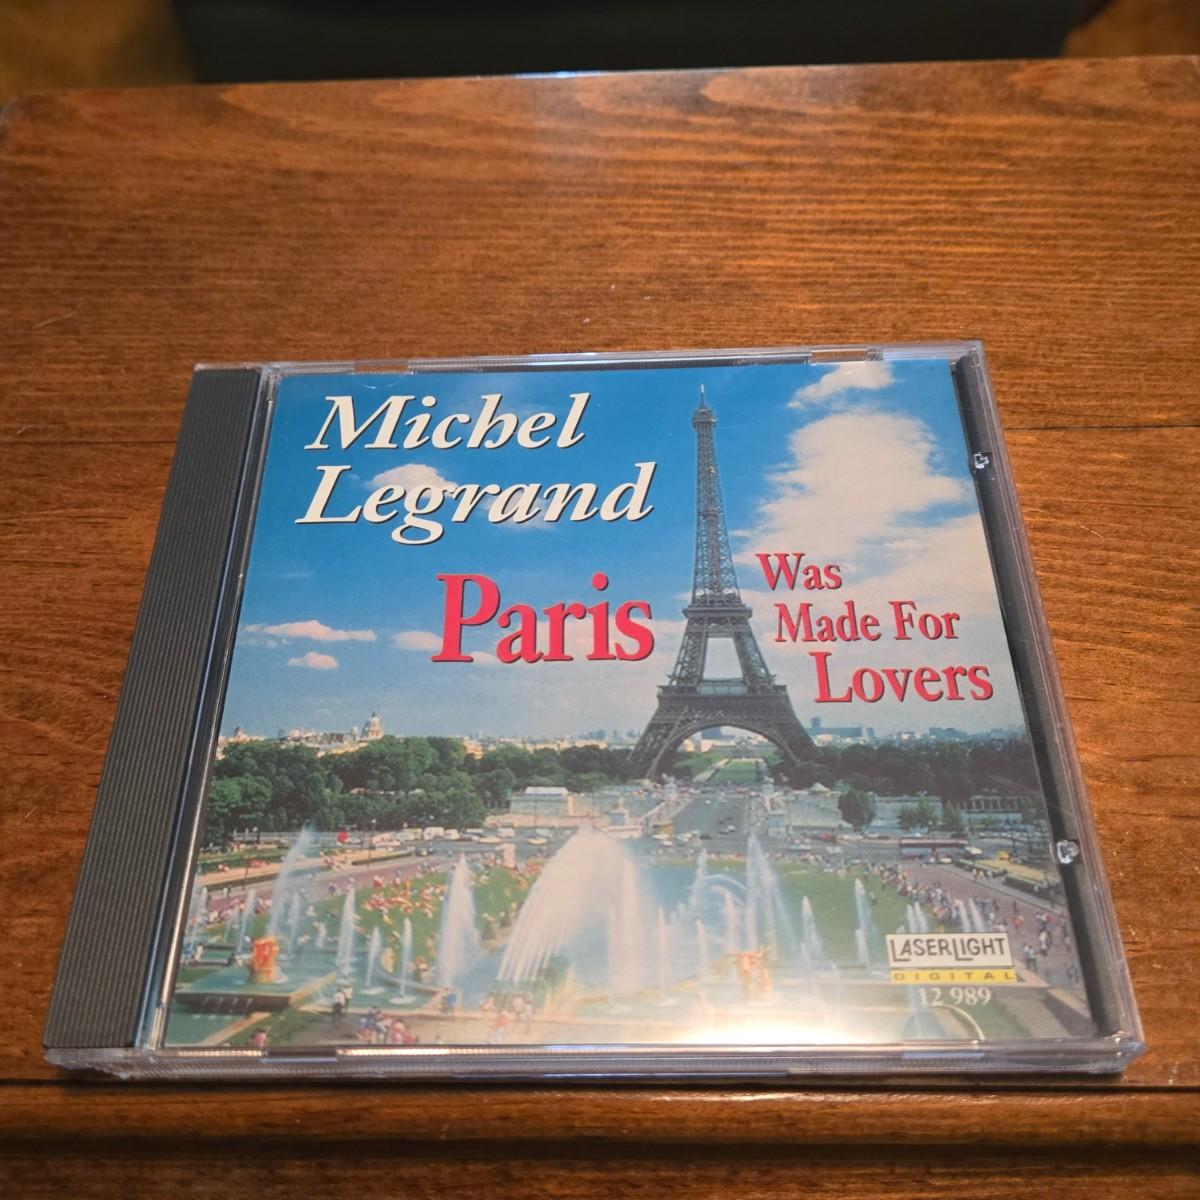 Michel
Legrand
Paris
Was
Made For
Lovers
LASERLIGHT
DIGITAL
12 989